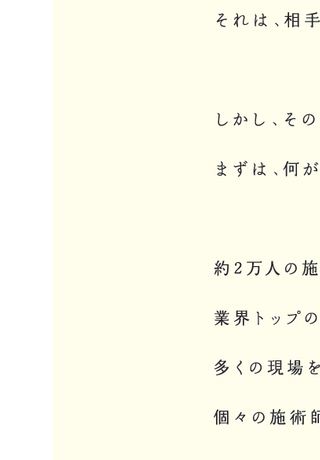 それは、相手
しかし、その
まずは、何が
約2万人の施
業界トップの
多くの現場を
個々の施術師